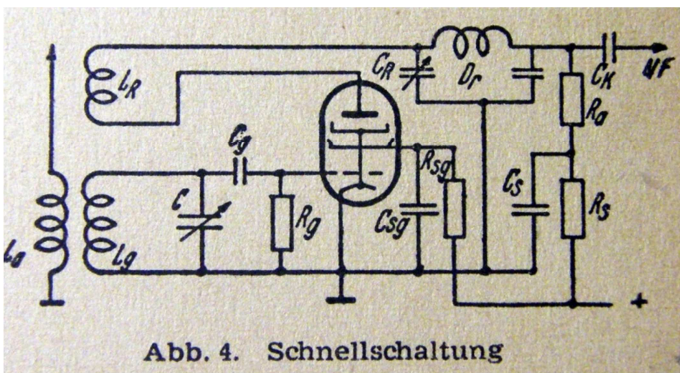 LR
CR
Dr
CK
NF
Ra
Cg
C
Rg
Rsg
Csg
Cs
Rs
La
Lg
+
Abb. 4. Schnellschaltung